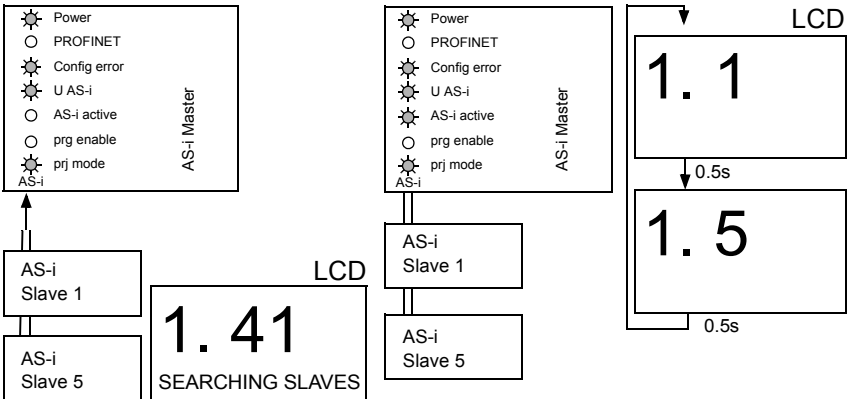 Power
PROFINET
Config error
U AS-i
AS-i active
prg enable
prj mode
AS-i
AS-i Master
AS-i
Slave 1
AS-i
Slave 5
LCD
1. 41
SEARCHING SLAVES
Power
PROFINET
Config error
U AS-i
AS-i active
prg enable
prj mode
AS-i
AS-i Master
AS-i
Slave 1
AS-i
Slave 5
LCD
1. 1
0.5s
1. 5
0.5s